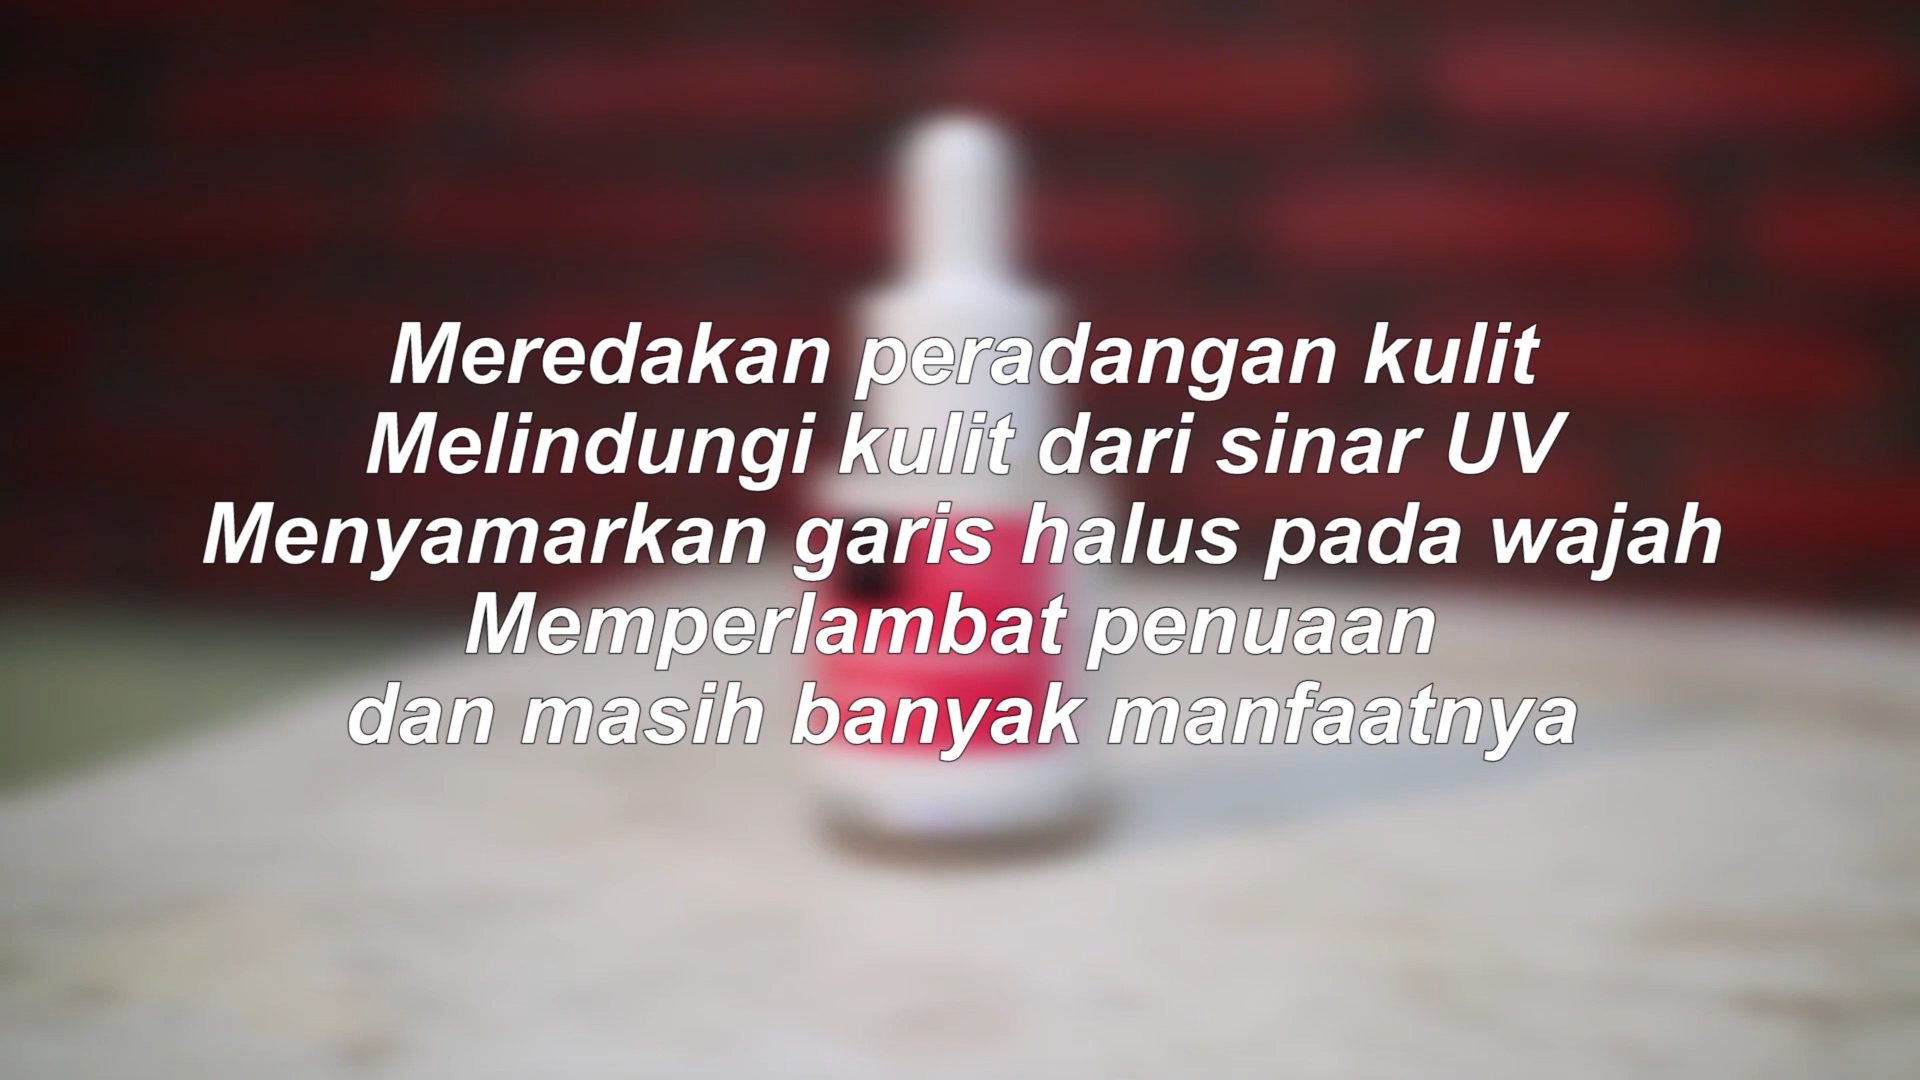 Meredakan peradangan kulit
Melindungi kulit dari sinar UV
Menyamarkan garis halus pada wajah
Memperlambat penuaan
dan masih banyak manfaatnya